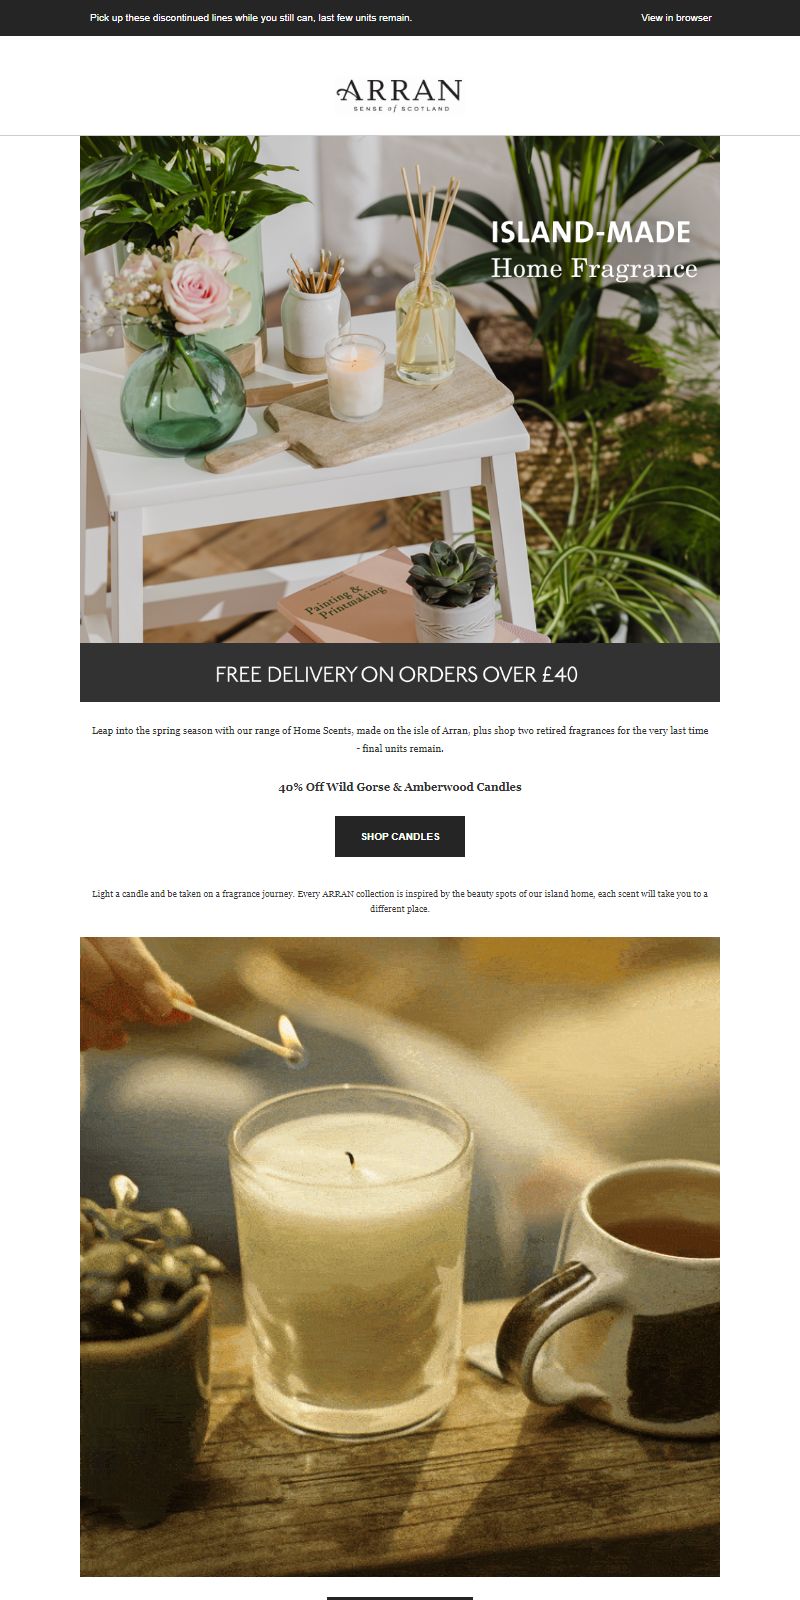 Pick up these discontinued lines while you still can, last few units remain.
View in browser
ARRAN
SENSE of SCOTLAND
ISLAND-MADE
Home Fragrance
Painting &
Printmaking
FREE DELIVERY ON ORDERS OVER £40
Leap into the spring season with our range of Home Scents, made on the isle of Arran, plus shop two retired fragrances for the very last time
- final units remain.
40% Off Wild Gorse & Amberwood Candles
SHOP CANDLES
Light a candle and be taken on a fragrance journey. Every ARRAN collection is inspired by the beauty spots of our island home, each scent will take you to a
different place.